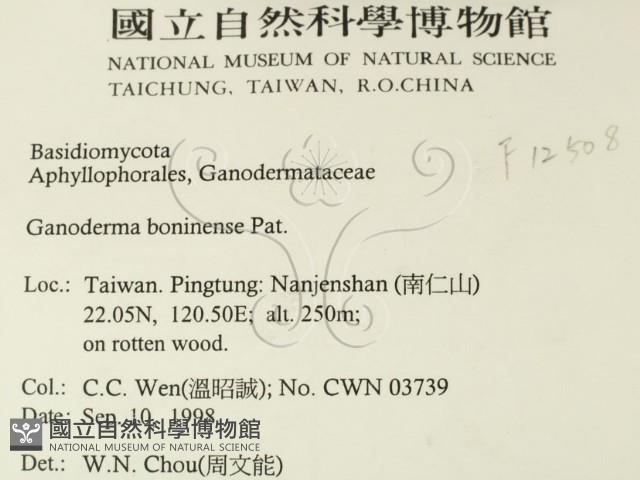 國立自然科學博物館
NATIONAL MUSEUM OF NATURAL SCIENCE
TAICHUNG, TAIWAN, R.O.CHINA
F 12508
Basidiomycota
Aphyllophorales, Ganodermataceae
Ganoderma boninense Pat.
Loc.: Taiwan. Pingtung: Nanjenshan (南仁山)
22.05N, 120.50E; alt. 250m;
on rotten wood.
Col.: C.C. Wen(溫昭誠); No. CWN 03739
Date: Sep. 10, 1998
國立自然科學博物館
NATIONAL MUSEUM OF NATURAL SCIENCE
Det.: W.N. Chou(周文能)